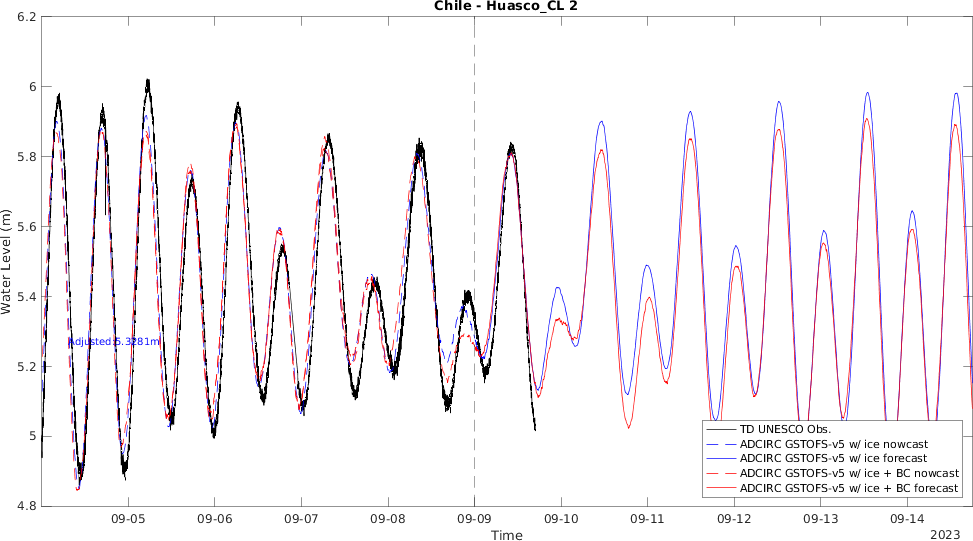 Chile - Huasco_CL 2
6.2
6
5.8
5.6
5.4
5.2
5
4.8
Water Level (m)
Adjusted:5.3281m
TD UNESCO Obs.
ADCIRC GSTOFS-v5 w/ ice nowcast
ADCIRC GSTOFS-v5 w/ ice forecast
ADCIRC GSTOFS-v5 w/ ice + BC nowcast
ADCIRC GSTOFS-v5 w/ ice + BC forecast
09-05 09-06 09-07 09-08 09-09 09-10 09-11 09-12 09-13 09-14
Time
2023